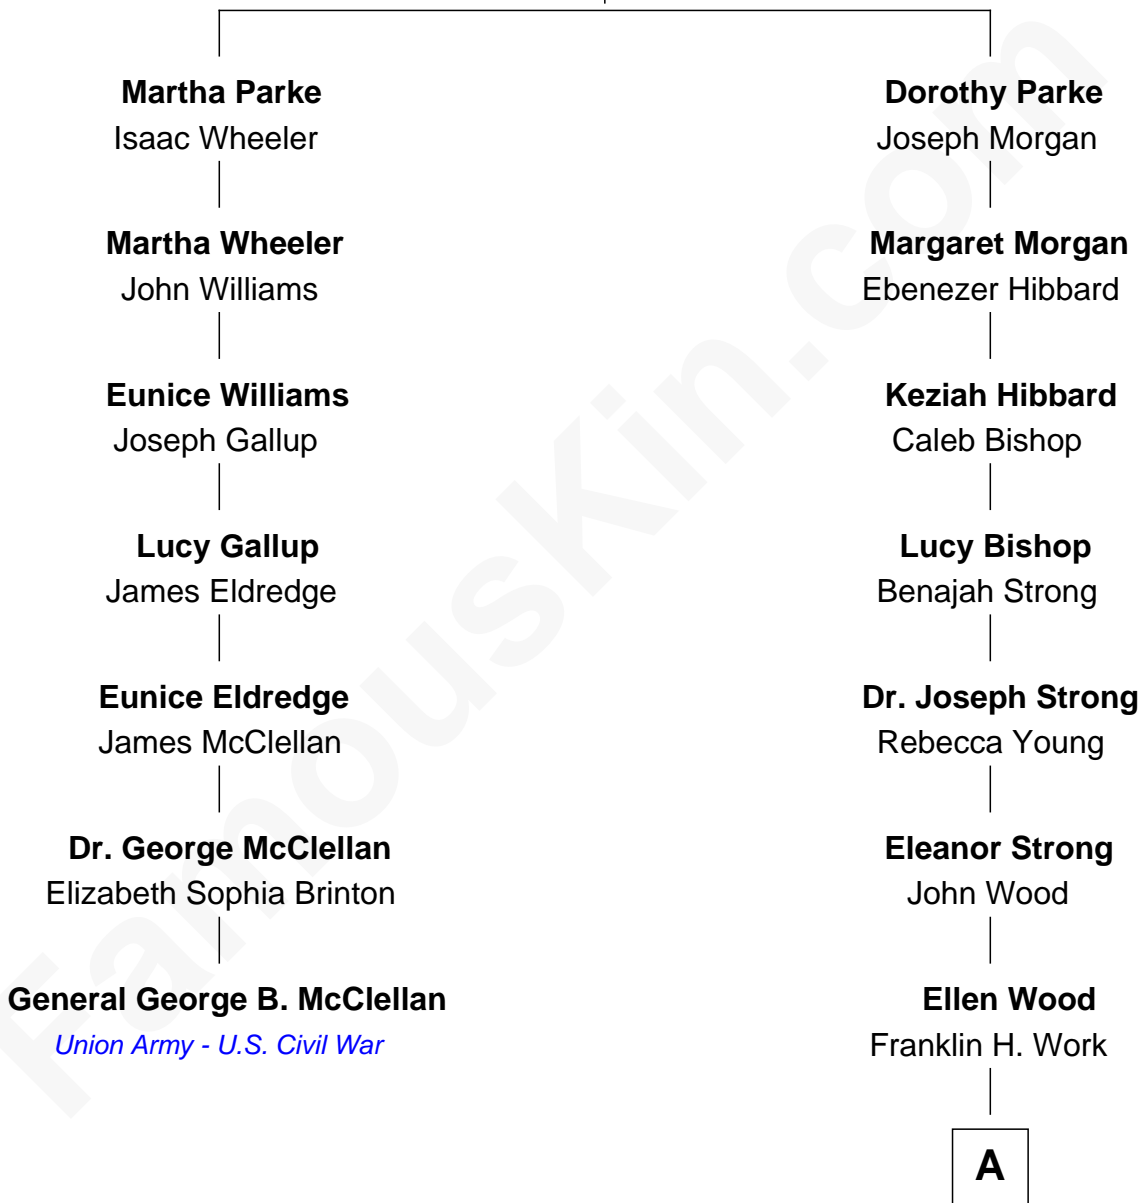 Martha Parke
Isaac Wheeler
Martha Wheeler
John Williams
Eunice Williams
Joseph Gallup
Lucy Gallup
James Eldredge
Eunice Eldredge
James McClellan
Dr. George McClellan
Elizabeth Sophia Brinton
General George B. McClellan
Union Army - U.S. Civil War
Dorothy Parke
Joseph Morgan
Margaret Morgan
Ebenezer Hibbard
Keziah Hibbard
Caleb Bishop
Lucy Bishop
Benajah Strong
Dr. Joseph Strong
Rebecca Young
Eleanor Strong
John Wood
Ellen Wood
Franklin H. Work
A
FamousKin.com